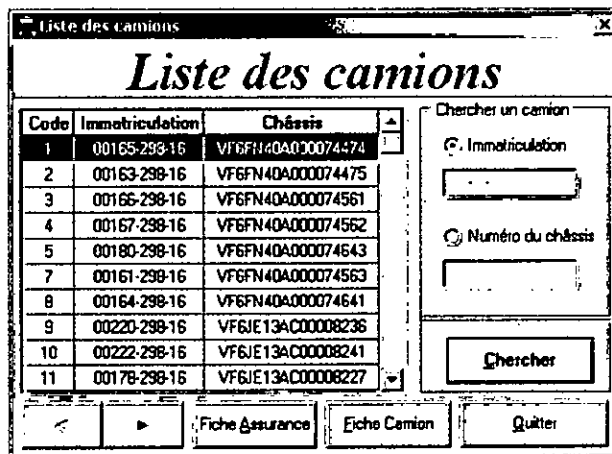 Liste des camions
Liste des camions
Code Immatriculation Châssis
1 00165-298-16 VF6FN40A000074474
2 00163-298-16 VF6FN40A000074475
3 00166-298-16 VF6FN40A000074561
4 00167-298-16 VF6FN40A000074562
5 00180-298-16 VF6FN40A000074643
7 00161-298-16 VF6FN40A000074563
8 00164-298-16 VF6FN40A000074641
9 00220-298-16 VF6JE13AC00008236
10 00222-298-16 VF6JE13AC00008241
11 00178-298-16 VF6JE13AC00008227
Chercher un camion
Immatriculation
Numéro du châssis
Chercher
Fiche Assurance
Fiche Camion
Quitter